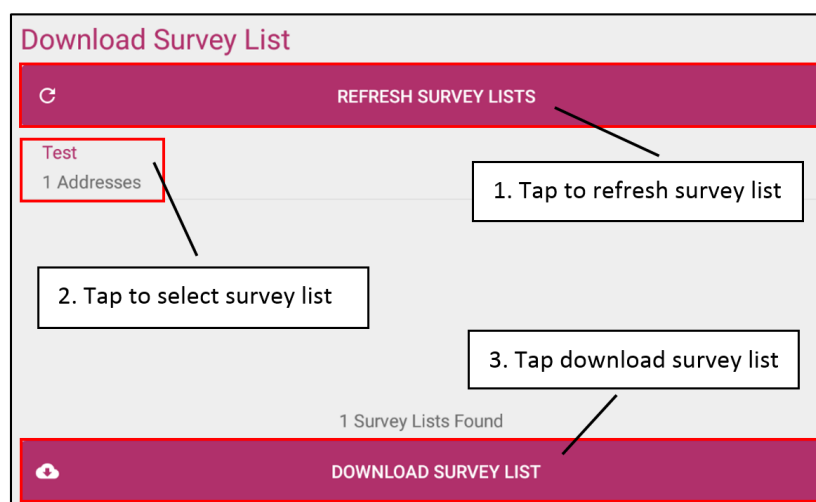 Download Survey List
REFRESH SURVEY LISTS
Test
1 Addresses
1. Tap to refresh survey list
2. Tap to select survey list
3. Tap download survey list
1 Survey Lists Found
DOWNLOAD SURVEY LIST